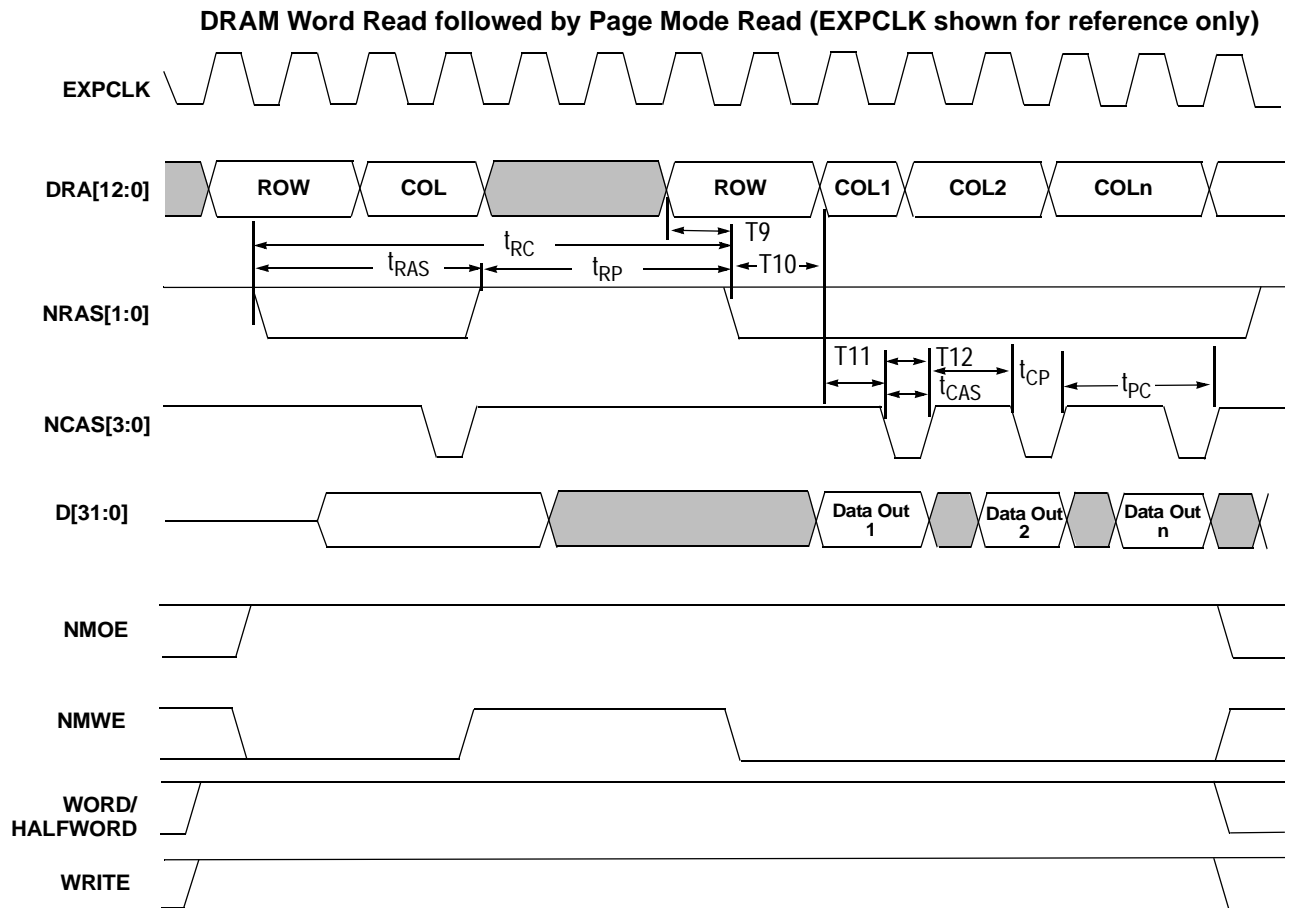 DRAM Word Read followed by Page Mode Read (EXPCLK shown for reference only)
EXPCLK
DRA[12:0]
ROW
COL
ROW
COL1
COL2
COLn
tRC
T9
tRAS
tRP
T10
NRAS[1:0]
T11
T12
tCP
tCAS
tPC
NCAS[3:0]
D[31:0]
Data Out
1
Data Out
2
Data Out
n
NMOE
NMWE
WORD/
HALFWORD
WRITE